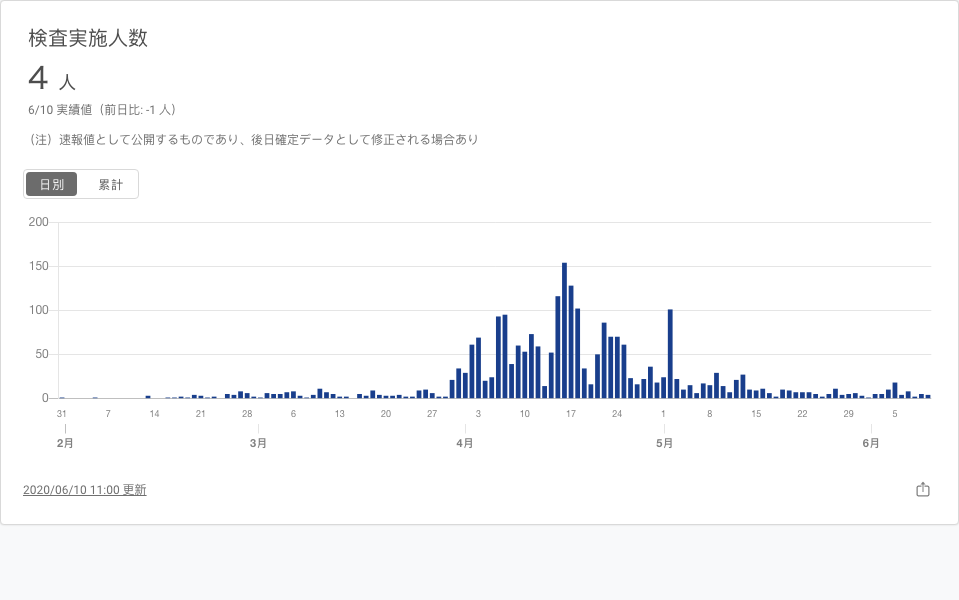 検査実施人数
4 人
6/10 実績値（前日比: -1 人）
（注）速報値として公開するものであり、後日確定データとして修正される場合あり
日別 累計
200
150
100
50
0
31 7 14 21 28 6 13 20 27 3 10 17 24 1 8 15 22 29 5
2月 3月 4月 5月 6月
2020/06/10 11:00 更新